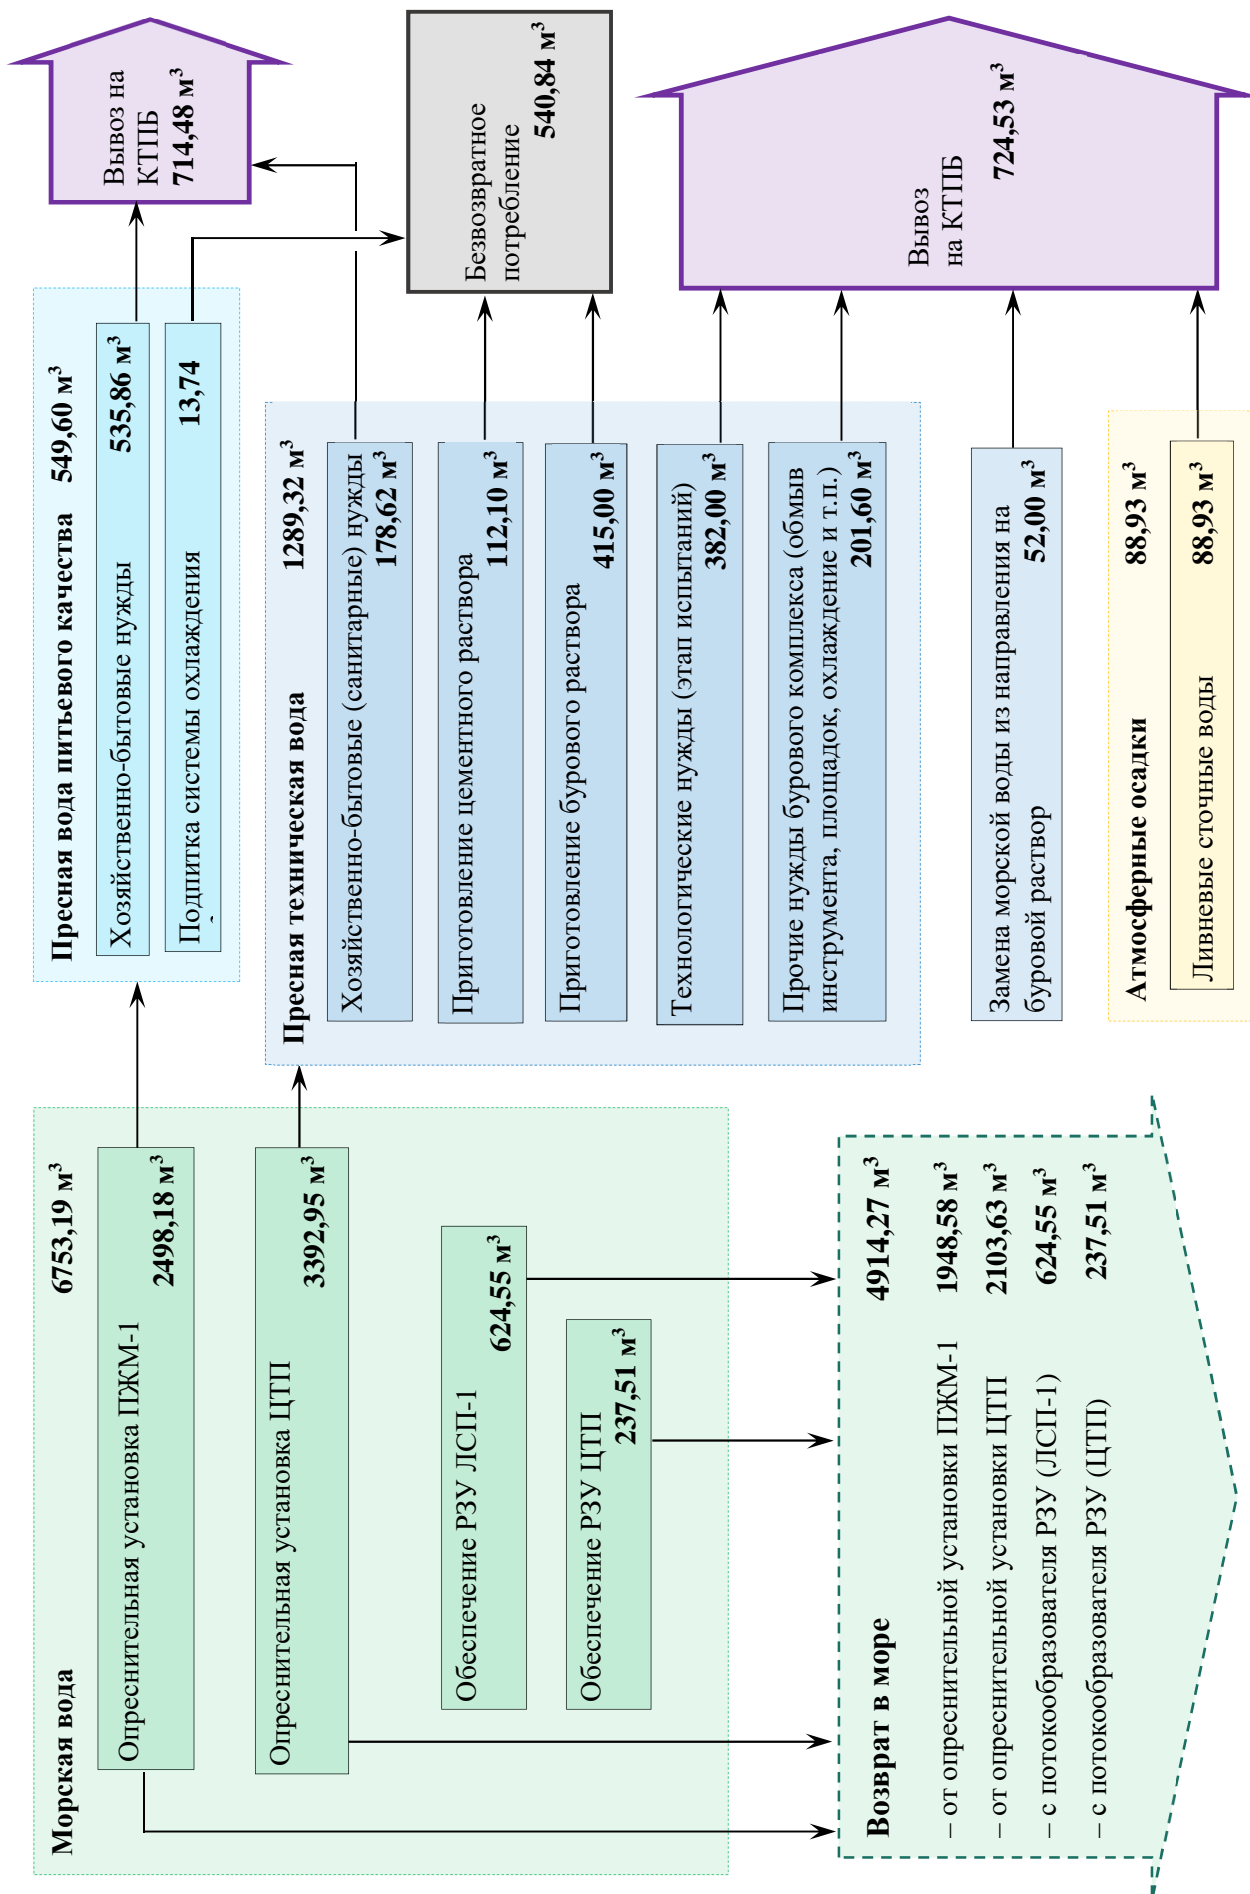 Морская вода 6753,19 м³
Опреснительная установка ПЖМ-1
2498,18 м³
Опреснительная установка ЦТП
3392,95 м³
Обеспечение РЗУ ЛСП-1
624,55 м³
Обеспечение РЗУ ЦТП
237,51 м³
Возврат в море 4914,27 м³
– от опреснительной установки ПЖМ-1 1948,58 м³
– от опреснительной установки ЦТП 2103,63 м³
– с потокообразователя РЗУ (ЛСП-1) 624,55 м³
– с потокообразователя РЗУ (ЦТП) 237,51 м³
Пресная вода питьевого качества 549,60 м³
Хозяйственно-бытовые нужды 535,86 м³
Подпитка системы охлаждения 13,74
Пресная техническая вода 1289,32 м³
Хозяйственно-бытовые (санитарные) нужды
178,62 м³
Приготовление цементного раствора
112,10 м³
Приготовление бурового раствора
415,00 м³
Технологические нужды (этап испытаний)
382,00 м³
Прочие нужды бурового комплекса (обмыв
инструмента, площадок, охлаждение и т.п.)
201,60 м³
Замена морской воды из направления на
буровой раствор 52,00 м³
Атмосферные осадки 88,93 м³
Ливневые сточные воды 88,93 м³
Вывоз на
КТПБ
714,48 м³
Безвозвратное
потребление
540,84 м³
Вывоз
на КТПБ
724,53 м³